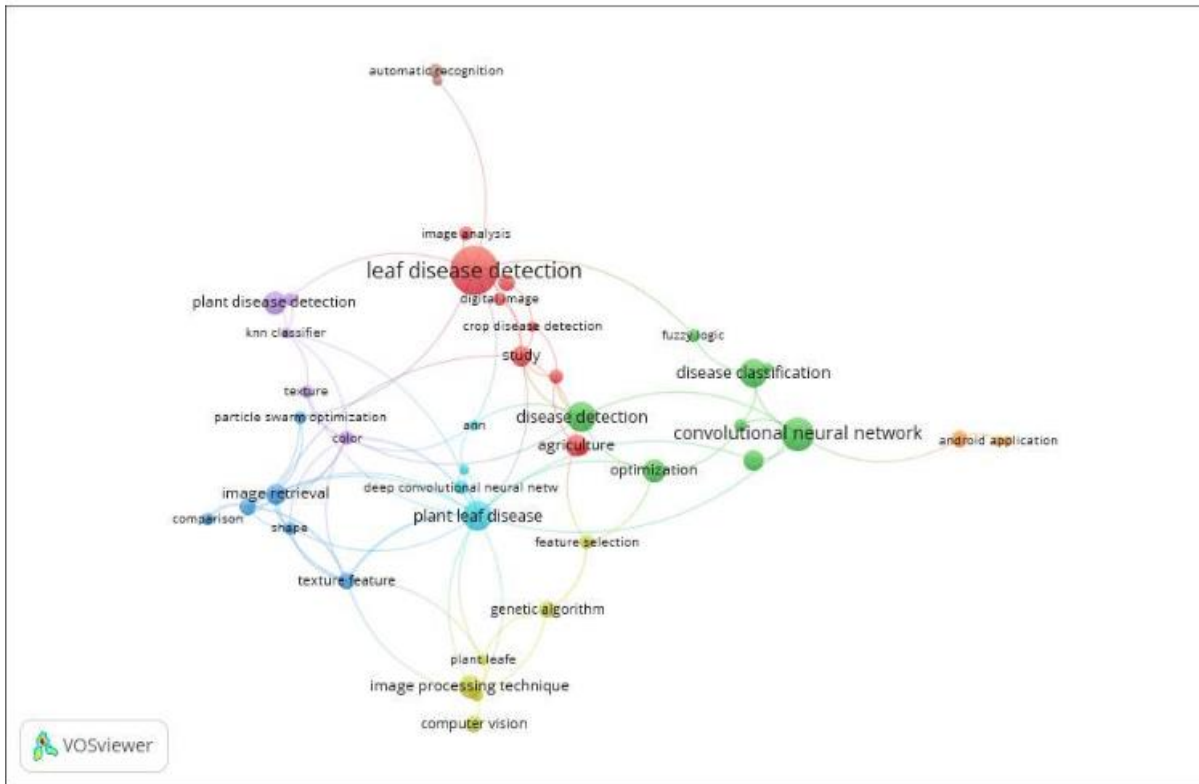 automatic recognition
image analysis
leaf disease detection
plant disease detection
digital image
crop disease detection
knn classifier
fuzzy logic
study
disease classification
texture
particle swarm optimization
disease detection
ann
color
convolutional neural network
android application
agriculture
optimization
deep convolutional neural netw
image retrieval
plant leaf disease
comparison
shape
feature selection
texture feature
genetic algorithm
plant leafe
image processing technique
computer vision
VOSviewer